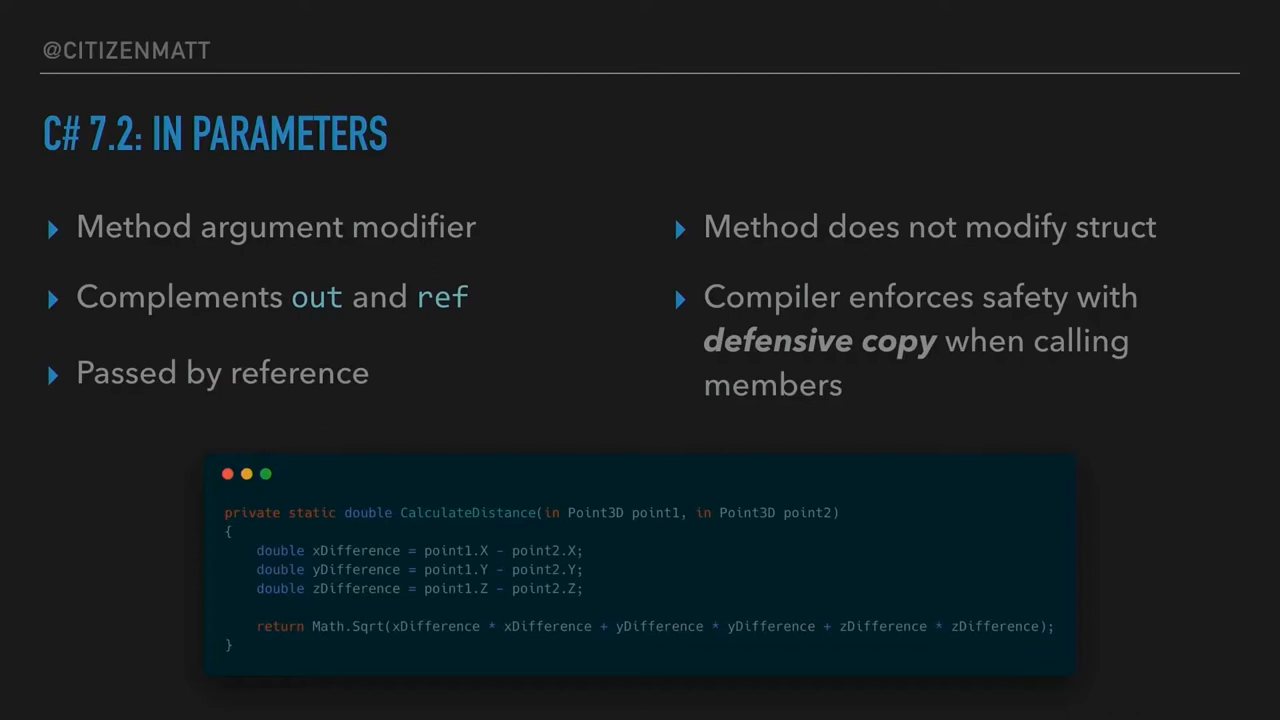 @CITIZENMATT
C# 7.2: IN PARAMETERS
Method argument modifier
Complements out and ref
Passed by reference
Method does not modify struct
Compiler enforces safety with
defensive copy when calling
members
private static double CalculateDistance(in Point3D point1, in Point3D point2)
{
    double xDifference = point1.X - point2.X;
    double yDifference = point1.Y - point2.Y;
    double zDifference = point1.Z - point2.Z;
    return Math.Sqrt(xDifference * xDifference + yDifference * yDifference + zDifference * zDifference);
}